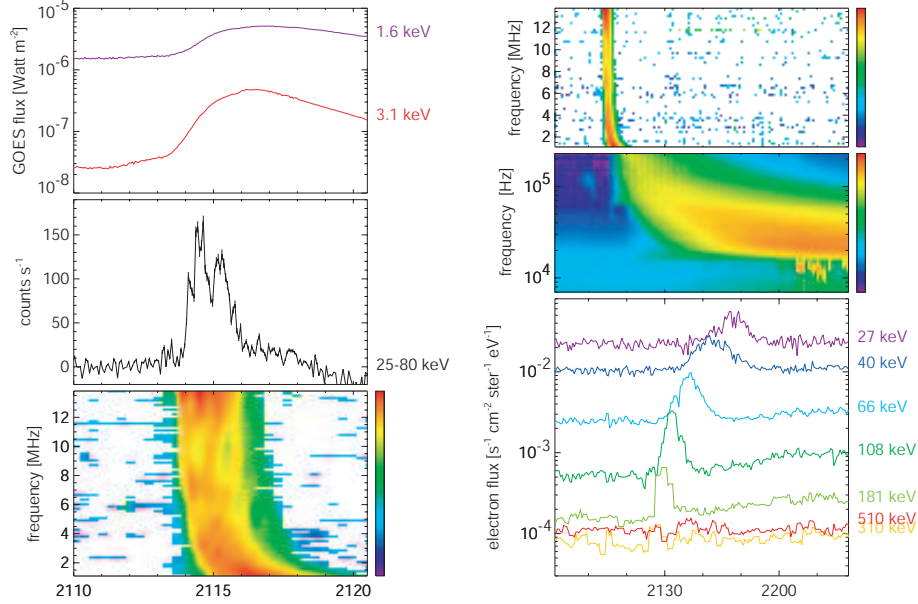 10⁻⁵
10⁻⁶
10⁻⁷
10⁻⁸
GOES flux [Watt m⁻²]
1.6 keV
3.1 keV
150
100
50
0
counts s⁻¹
25-80 keV
12
10
8
6
4
2
frequency [MHz]
2110
2115
2120
12
10
8
6
4
2
frequency [MHz]
10⁵
10⁴
frequency [Hz]
10⁻²
10⁻³
10⁻⁴
electron flux [s⁻¹ cm⁻² ster⁻¹ eV⁻¹]
27 keV
40 keV
66 keV
108 keV
181 keV
510 keV
310 keV
2130
2200